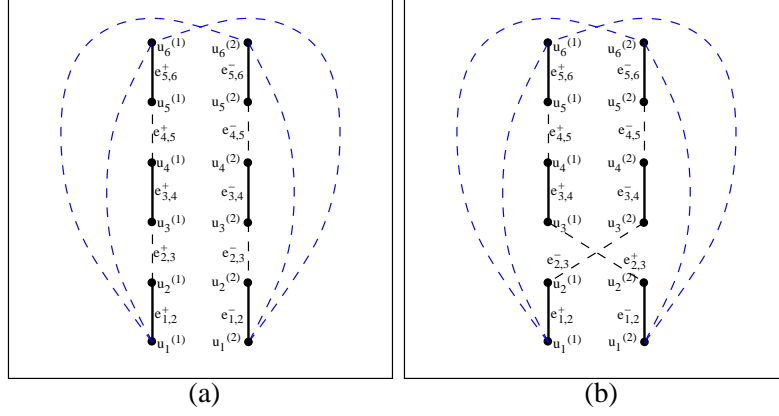 u₆⁽¹⁾ u₆⁽²⁾
e⁺₅,₆ e⁻₅,₆
u₅⁽¹⁾ u₅⁽²⁾
e⁺₄,₅ e⁻₄,₅
u₄⁽¹⁾ u₄⁽²⁾
e⁺₃,₄ e⁻₃,₄
u₃⁽¹⁾ u₃⁽²⁾
e⁺₂,₃ e⁻₂,₃
u₂⁽¹⁾ u₂⁽²⁾
e⁺₁,₂ e⁻₁,₂
u₁⁽¹⁾ u₁⁽²⁾
(a)
u₆⁽¹⁾ u₆⁽²⁾
e⁺₅,₆ e⁻₅,₆
u₅⁽¹⁾ u₅⁽²⁾
e⁺₄,₅ e⁻₄,₅
u₄⁽¹⁾ u₄⁽²⁾
e⁺₃,₄ e⁻₃,₄
u₃⁽¹⁾ u₃⁽²⁾
e⁻₂,₃ e⁺₂,₃
u₂⁽¹⁾ u₂⁽²⁾
e⁺₁,₂ e⁻₁,₂
u₁⁽¹⁾ u₁⁽²⁾
(b)